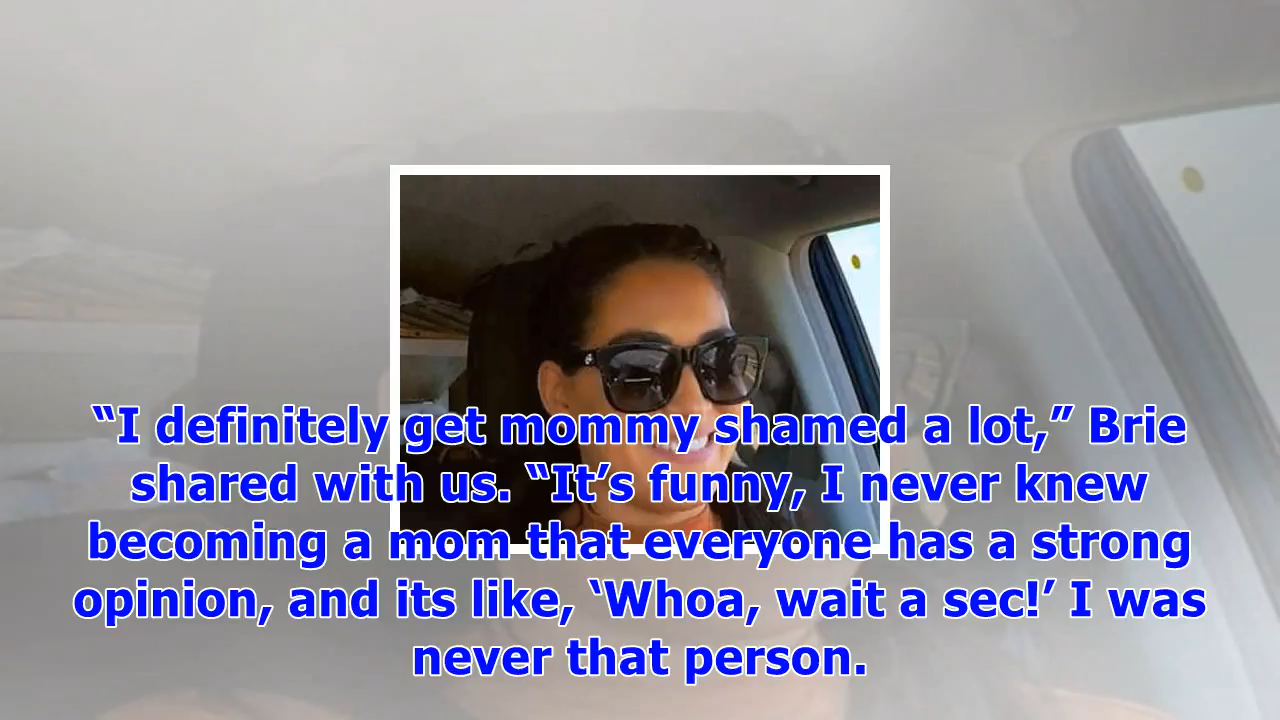 “I definitely get mommy shamed a lot,” Brie
shared with us. “It’s funny, I never knew
becoming a mom that everyone has a strong
opinion, and its like, ‘Whoa, wait a sec!’ I was
never that person.